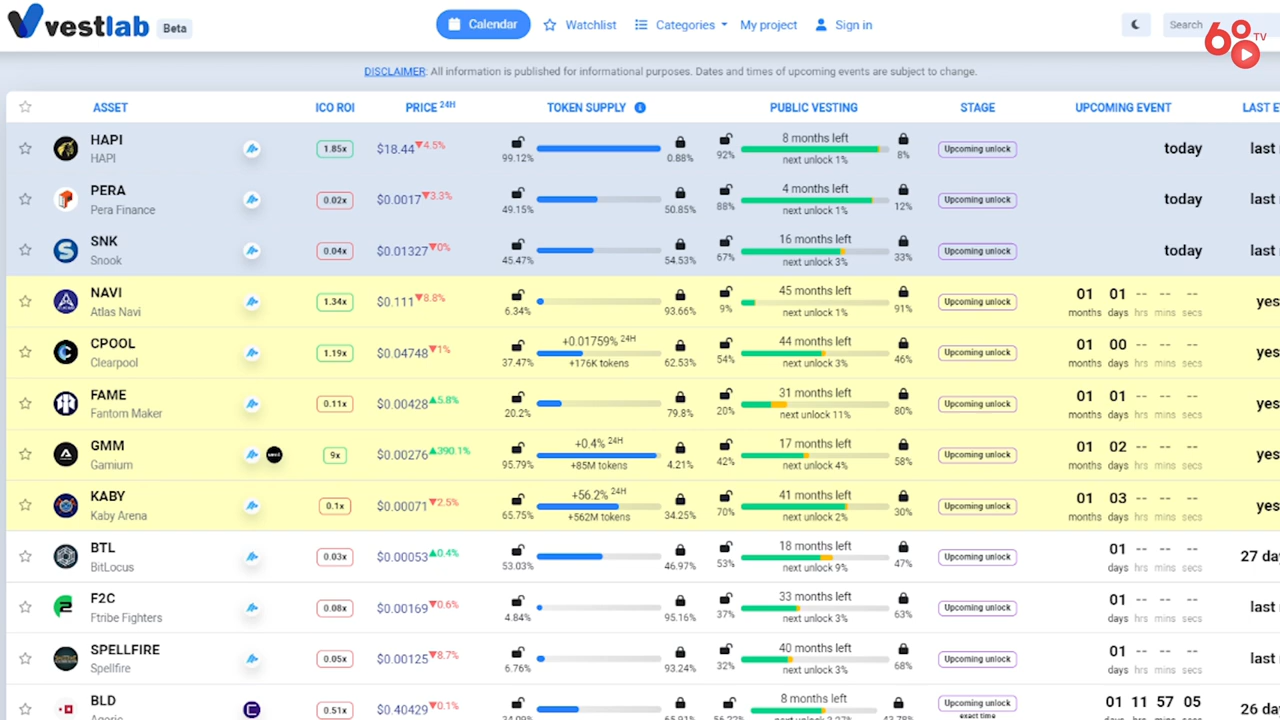 vestlab Beta Calendar Watchlist Categories My project Sign in Search
68 TV
DISCLAIMER: All information is published for informational purposes. Dates and times of upcoming events are subject to change.
ASSET ICO ROI PRICE 24H TOKEN SUPPLY PUBLIC VESTING STAGE UPCOMING EVENT LAST E
HAPI 8 months left
HAPI 1.85x $18.44 ▼4.5% 99.12% 0.88% 92% next unlock 1% 8% Upcoming unlock today last
PERA 4 months left
Pera Finance 0.02x $0.0017 ▼3.3% 49.15% 50.85% 88% next unlock 1% 12% Upcoming unlock today last
SNK 16 months left
Snook 0.04x $0.01327 ▼0% 45.47% 54.53% 67% next unlock 3% 33% Upcoming unlock today last
NAVI 45 months left 01 01 -- -- --
Atlas Navi 1.34x $0.111 ▼8.8% 6.34% 93.66% 9% next unlock 1% 91% Upcoming unlock months days hrs mins secs yes
CPOOL +0.01759% 24H 44 months left 01 00 -- -- --
Clearpool 1.19x $0.04748 ▼1% 37.47% +176K tokens 62.53% 54% next unlock 3% 46% Upcoming unlock months days hrs mins secs yes
FAME 31 months left 01 01 -- -- --
Fantom Maker 0.11x $0.00428 ▲5.8% 20.2% 79.8% 20% next unlock 11% 80% Upcoming unlock months days hrs mins secs yes
GMM +0.4% 24H 17 months left 01 02 -- -- --
Gamium 9x $0.00276 ▲390.1% 95.79% +85M tokens 4.21% 42% next unlock 4% 58% Upcoming unlock months days hrs mins secs yes
KABY +56.2% 24H 41 months left 01 03 -- -- --
Kaby Arena 0.1x $0.00071 ▼2.5% 65.75% +562M tokens 34.25% 70% next unlock 2% 30% Upcoming unlock months days hrs mins secs yes
BTL 18 months left 01 -- -- --
BitLocus 0.03x $0.00053 ▲0.4% 53.03% 46.97% 53% next unlock 9% 47% Upcoming unlock days hrs mins secs 27 da
F2C 33 months left 01 -- -- --
Ftribe Fighters 0.08x $0.00169 ▼0.6% 4.84% 95.16% 37% next unlock 3% 63% Upcoming unlock days hrs mins secs last
SPELLFIRE 40 months left 01 -- -- --
Spellfire 0.05x $0.00125 ▼8.7% 6.76% 93.24% 32% next unlock 3% 68% Upcoming unlock days hrs mins secs last
BLD 8 months left Upcoming unlock 01 11 57 05
0.51x $0.40429 ▼0.1% exact time 26 da